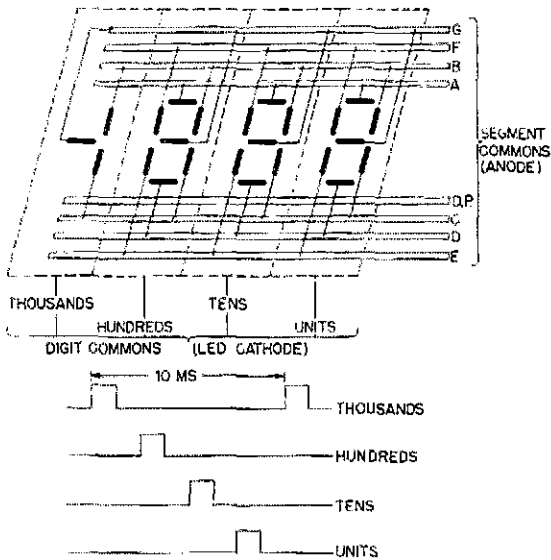 G
F
B
A
SEGMENT
COMMONS
(ANODE)
D.P.
C
D
E
THOUSANDS
TENS
HUNDREDS
UNITS
DIGIT COMMONS (LED CATHODE)
10 MS
THOUSANDS
HUNDREDS
TENS
UNITS